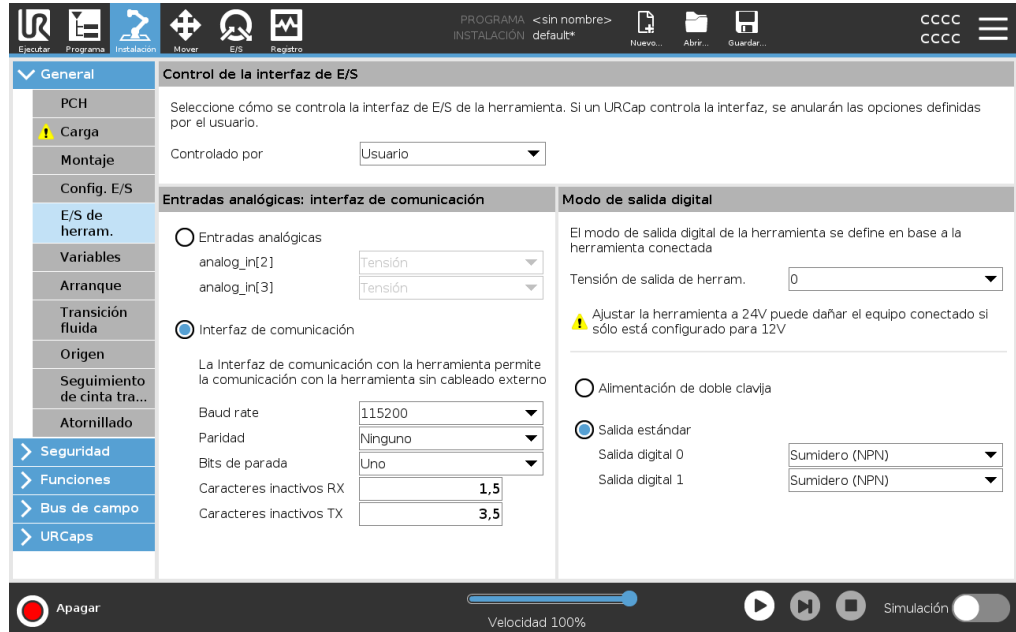 UR
Ejecutar
Programa
Instalación
Mover
E/S
Registro
PROGRAMA <sin nombre>
INSTALACIÓN default*
Nuevo...
Abrir...
Guardar...
CCCC
CCCC
General
PCH
Carga
Montaje
Config. E/S
E/S de
herram.
Variables
Arranque
Transición
fluida
Origen
Seguimiento
de cinta tra...
Atornillado
Seguridad
Funciones
Bus de campo
URCaps
Control de la interfaz de E/S
Seleccione cómo se controla la interfaz de E/S de la herramienta. Si un URCap controla la interfaz, se anularán las opciones definidas
por el usuario.
Controlado por Usuario
Entradas analógicas: interfaz de comunicación
Entradas analógicas
analog_in[2] Tensión
analog_in[3] Tensión
Interfaz de comunicación
La Interfaz de comunicación con la herramienta permite
la comunicación con la herramienta sin cableado externo
Baud rate 115200
Paridad Ninguno
Bits de parada Uno
Caracteres inactivos RX 1,5
Caracteres inactivos TX 3,5
Modo de salida digital
El modo de salida digital de la herramienta se define en base a la
herramienta conectada
Tensión de salida de herram. 0
Ajustar la herramienta a 24V puede dañar el equipo conectado si
sólo está configurado para 12V
Alimentación de doble clavija
Salida estándar
Salida digital 0 Sumidero (NPN)
Salida digital 1 Sumidero (NPN)
Apagar
Velocidad 100%
Simulación